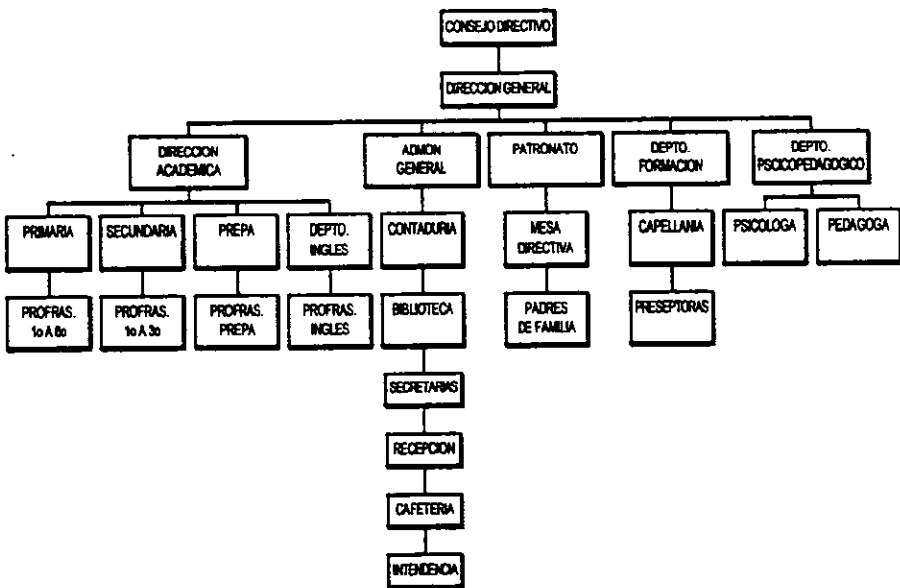 CONSEJO DIRECTIVO
DIRECCION GENERAL
DIRECCION
ACADEMICA
ADMON
GENERAL
PATRONATO
DEPTO.
FORMACION
DEPTO.
PSCICOPEDAGOGICO
PRIMARIA
SECUNDARIA
PREPA
DEPTO.
INGLES
CONTADURIA
MESA
DIRECTIVA
CAPELLANIA
PSICOLOGA
PEDAGOGA
PROFRAS.
1o A 6o
PROFRAS.
1o A 3o
PROFRAS.
PREPA
PROFRAS.
INGLES
BIBLIOTECA
PADRES
DE FAMILIA
PRESEPTORAS
SECRETARIAS
RECEPCION
CAFETERIA
INTENDENCIA